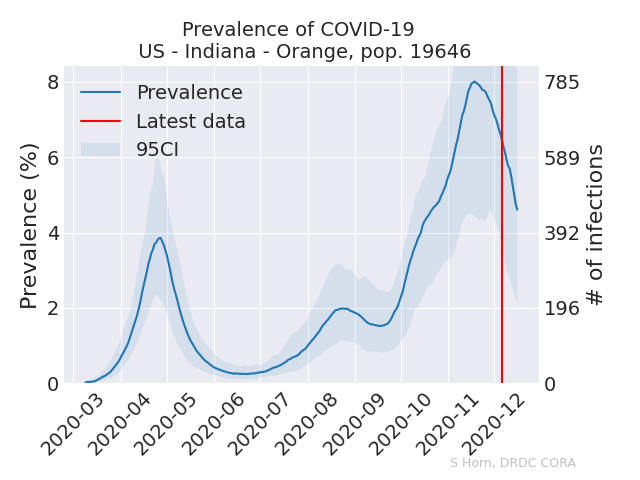 Prevalence of COVID-19
US - Indiana - Orange, pop. 19646
Prevalence
Latest data
95CI
Prevalence (%)
8
6
4
2
0
785
589
392
196
0
# of infections
2020-03
2020-04
2020-05
2020-06
2020-07
2020-08
2020-09
2020-10
2020-11
2020-12
S Horn, DRDC CORA